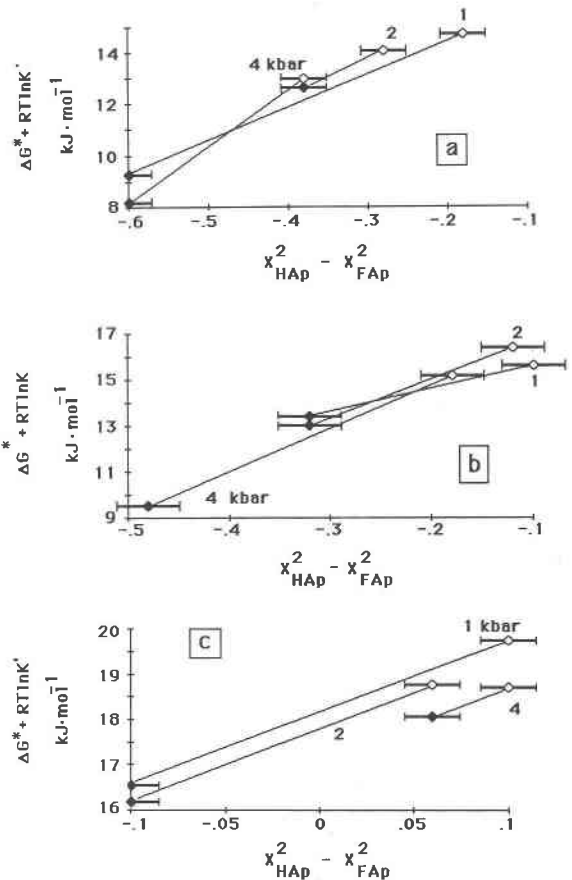 1
2
4 kbar
14
12
10
9
8
ΔG*+ RTlnK'
kJ·mol⁻¹
a
-.6 -.5 -.4 -.3 -.2 -.1
X²HAp - X²FAp
17
15
13
11
9
ΔG* + RTlnK
kJ·mol⁻¹
2
1
4 kbar
b
-.5 -.4 -.3 -.2 -.1
X²HAp - X²FAp
20
19
18
17
16
ΔG*+ RTlnK'
kJ·mol⁻¹
c
1 kbar
2
4
-.1 -.05 0 .05 .1
X²HAp - X²FAp